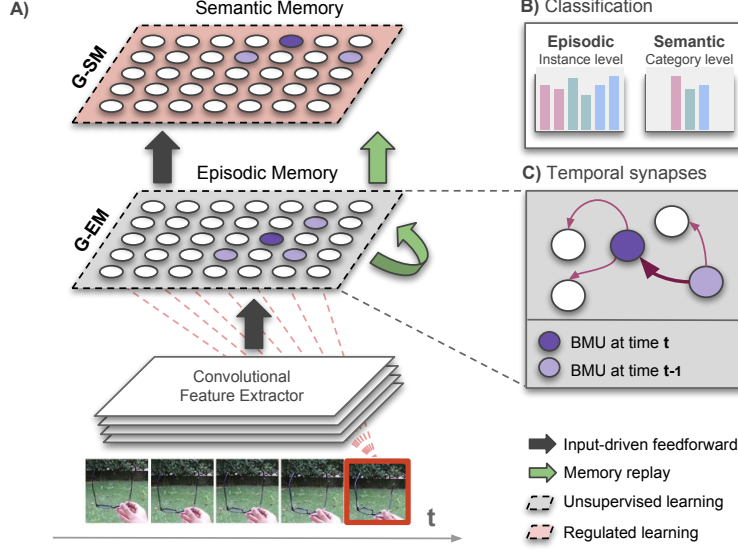 A)
Semantic Memory
G-SM
Episodic Memory
G-EM
Convolutional
Feature Extractor
t
B) Classification
Episodic
Instance level
Semantic
Category level
C) Temporal synapses
BMU at time t
BMU at time t-1
Input-driven feedforward
Memory replay
Unsupervised learning
Regulated learning